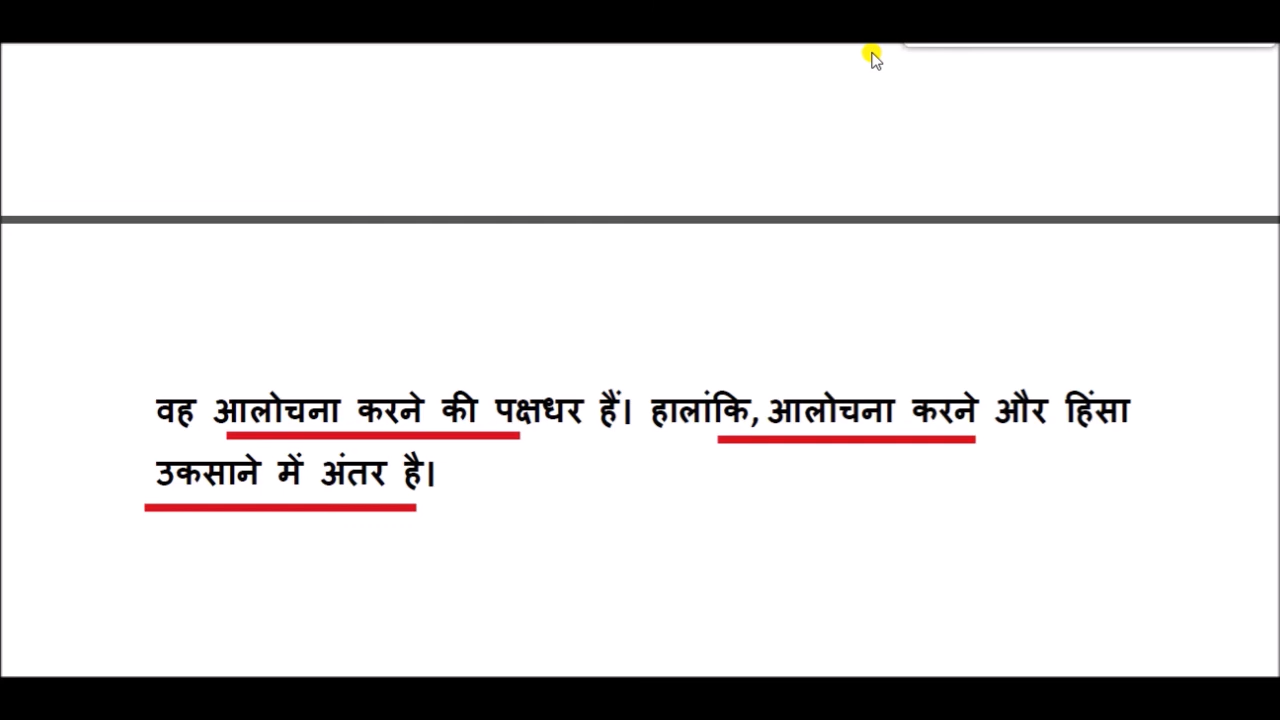 वह आलोचना करने की पक्षधर हैं। हालांकि, आलोचना करने और हिंसा
उकसाने में अंतर है।